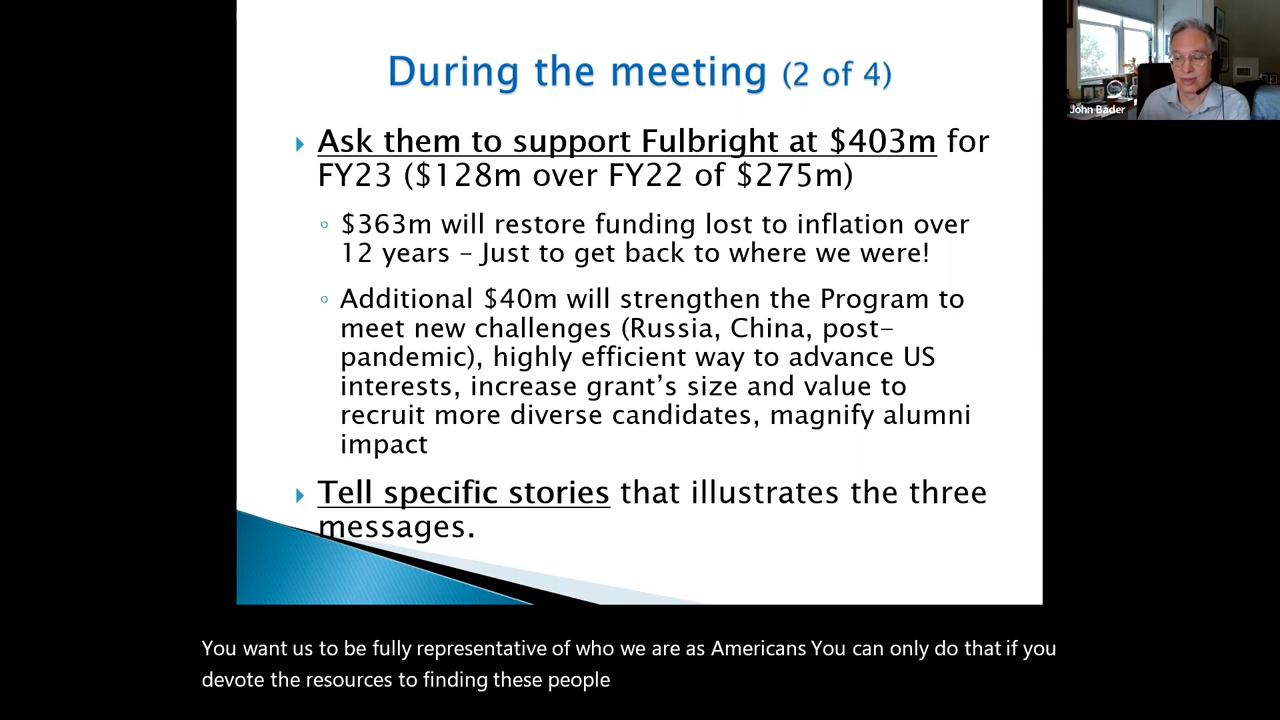 During the meeting (2 of 4)
John Bader
Ask them to support Fulbright at $403m for
FY23 ($128m over FY22 of $275m)
$363m will restore funding lost to inflation over
12 years – Just to get back to where we were!
Additional $40m will strengthen the Program to
meet new challenges (Russia, China, post-
pandemic), highly efficient way to advance US
interests, increase grant's size and value to
recruit more diverse candidates, magnify alumni
impact
Tell specific stories that illustrates the three
messages.
You want us to be fully representative of who we are as Americans You can only do that if you
devote the resources to finding these people